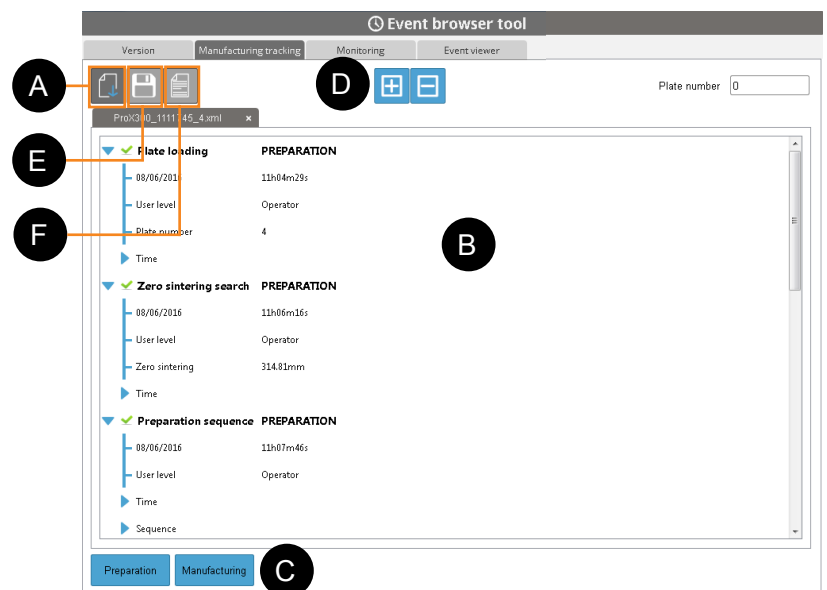 Event browser tool
Version Manufacturing tracking Monitoring Event viewer
A
D
Plate number 0
ProX300_1111745_4.xml ×
E
Plate loading PREPARATION
08/06/2016 11h04m29s
User level Operator
F
Plate number 4
B
Time
Zero sintering search PREPARATION
08/06/2016 11h06m16s
User level Operator
Zero sintering 314.81mm
Time
Preparation sequence PREPARATION
08/06/2016 11h07m46s
User level Operator
Time
Sequence
Preparation Manufacturing
C